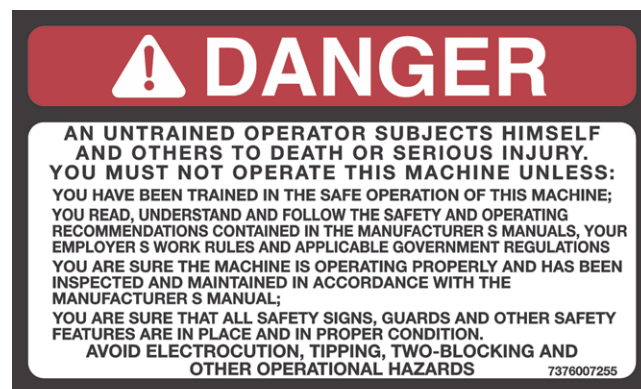 DANGER
AN UNTRAINED OPERATOR SUBJECTS HIMSELF
AND OTHERS TO DEATH OR SERIOUS INJURY.
YOU MUST NOT OPERATE THIS MACHINE UNLESS:
YOU HAVE BEEN TRAINED IN THE SAFE OPERATION OF THIS MACHINE;
YOU READ, UNDERSTAND AND FOLLOW THE SAFETY AND OPERATING
RECOMMENDATIONS CONTAINED IN THE MANUFACTURER S MANUALS, YOUR
EMPLOYER S WORK RULES AND APPLICABLE GOVERNMENT REGULATIONS
YOU ARE SURE THE MACHINE IS OPERATING PROPERLY AND HAS BEEN
INSPECTED AND MAINTAINED IN ACCORDANCE WITH THE
MANUFACTURER S MANUAL;
YOU ARE SURE THAT ALL SAFETY SIGNS, GUARDS AND OTHER SAFETY
FEATURES ARE IN PLACE AND IN PROPER CONDITION.
AVOID ELECTROCUTION, TIPPING, TWO-BLOCKING AND
OTHER OPERATIONAL HAZARDS 7376007255